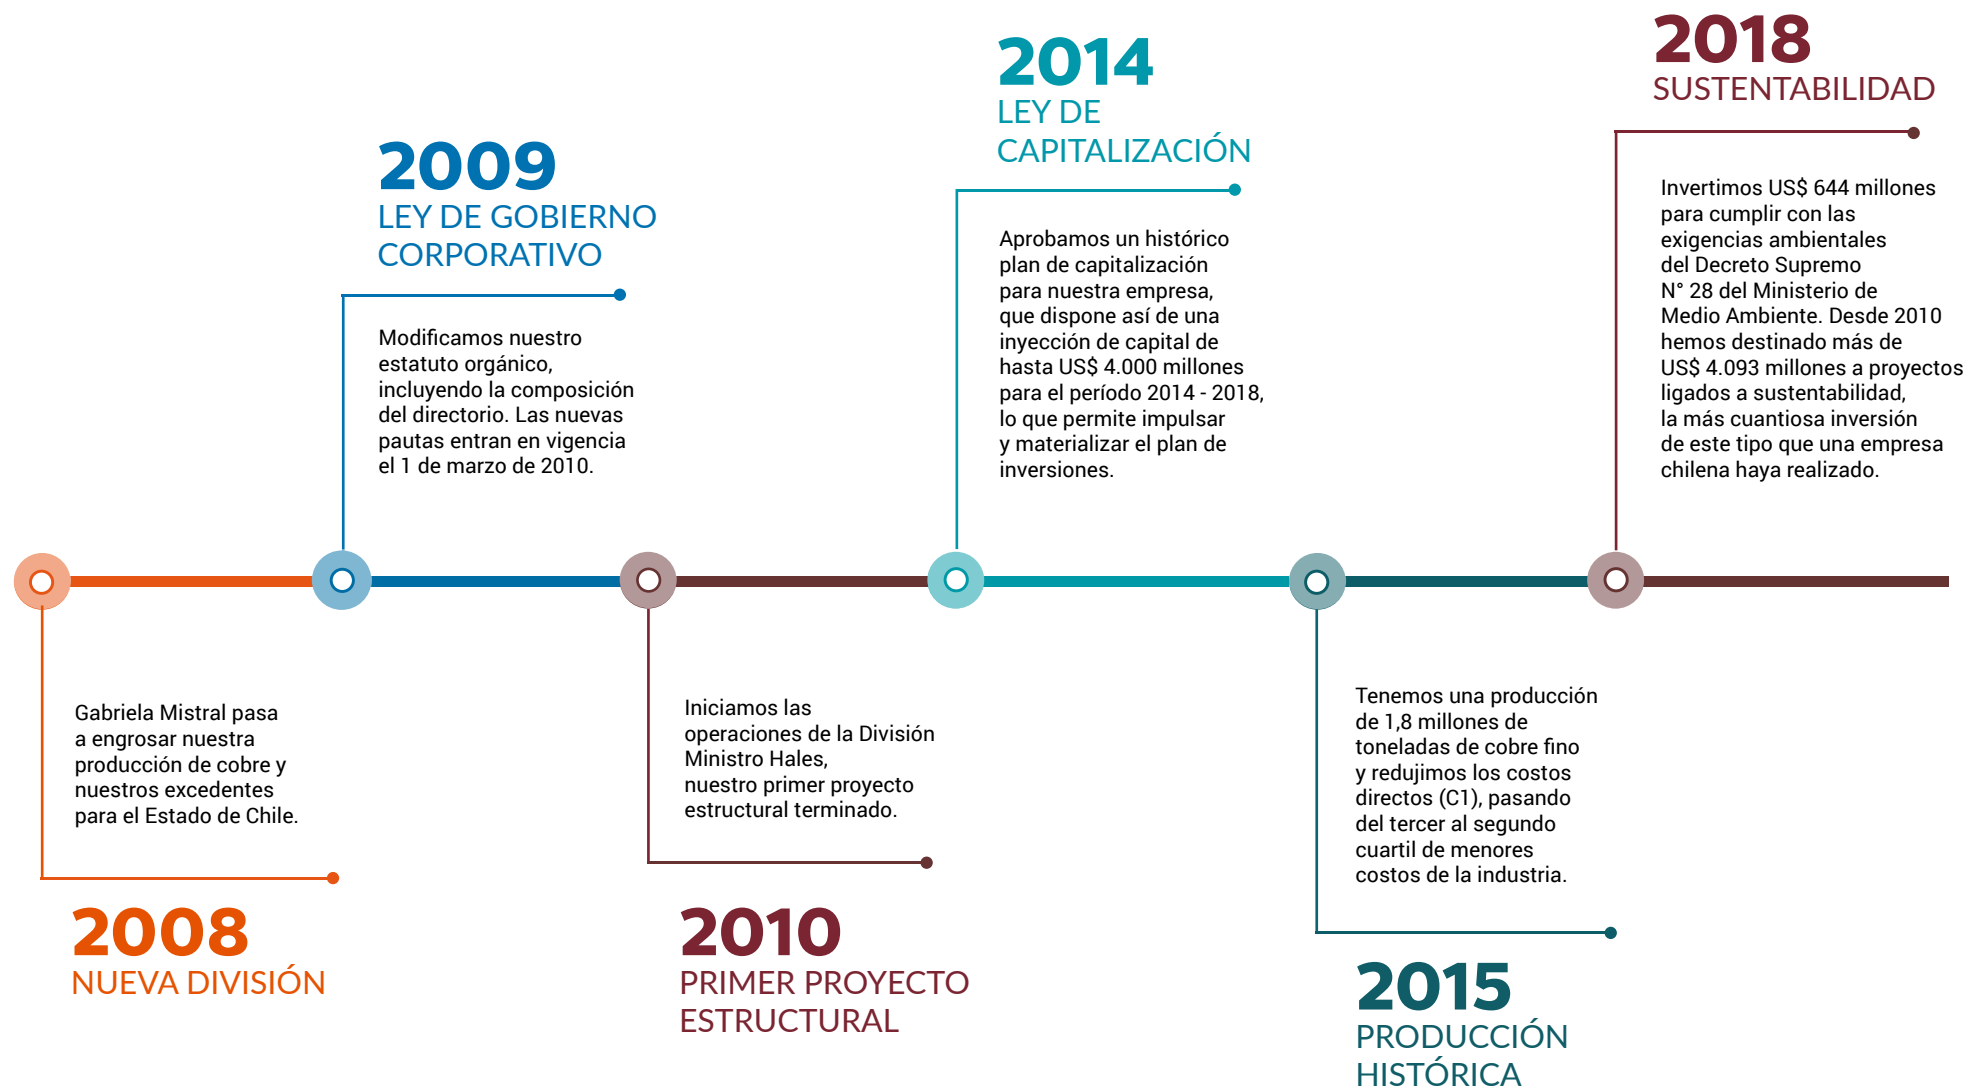 2008
NUEVA DIVISIÓN
Gabriela Mistral pasa
a engrosar nuestra
producción de cobre y
nuestros excedentes
para el Estado de Chile.
2009
LEY DE GOBIERNO
CORPORATIVO
Modificamos nuestro
estatuto orgánico,
incluyendo la composición
del directorio. Las nuevas
pautas entran en vigencia
el 1 de marzo de 2010.
2010
PRIMER PROYECTO
ESTRUCTURAL
Iniciamos las
operaciones de la División
Ministro Hales,
nuestro primer proyecto
estructural terminado.
2014
LEY DE
CAPITALIZACIÓN
Aprobamos un histórico
plan de capitalización
para nuestra empresa,
que dispone así de una
inyección de capital de
hasta US$ 4.000 millones
para el período 2014 - 2018,
lo que permite impulsar
y materializar el plan de
inversiones.
2015
PRODUCCIÓN
HISTÓRICA
Tenemos una producción
de 1,8 millones de
toneladas de cobre fino
y redujimos los costos
directos (C1), pasando
del tercer al segundo
cuartil de menores
costos de la industria.
2018
SUSTENTABILIDAD
Invertimos US$ 644 millones
para cumplir con las
exigencias ambientales
del Decreto Supremo
N° 28 del Ministerio de
Medio Ambiente. Desde 2010
hemos destinado más de
US$ 4.093 millones a proyectos
ligados a sustentabilidad,
la más cuantiosa inversión
de este tipo que una empresa
chilena haya realizado.